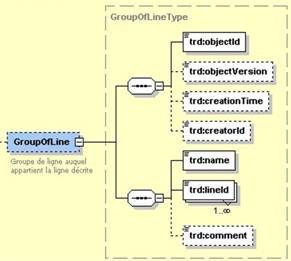 GroupOfLineType
trd:objectId
trd:objectVersion
trd:creationTime
trd:creatorId
GroupOfLine
Groupe de ligne auquel
appartient la ligne décrite
trd:name
trd:lineId
1..∞
trd:comment